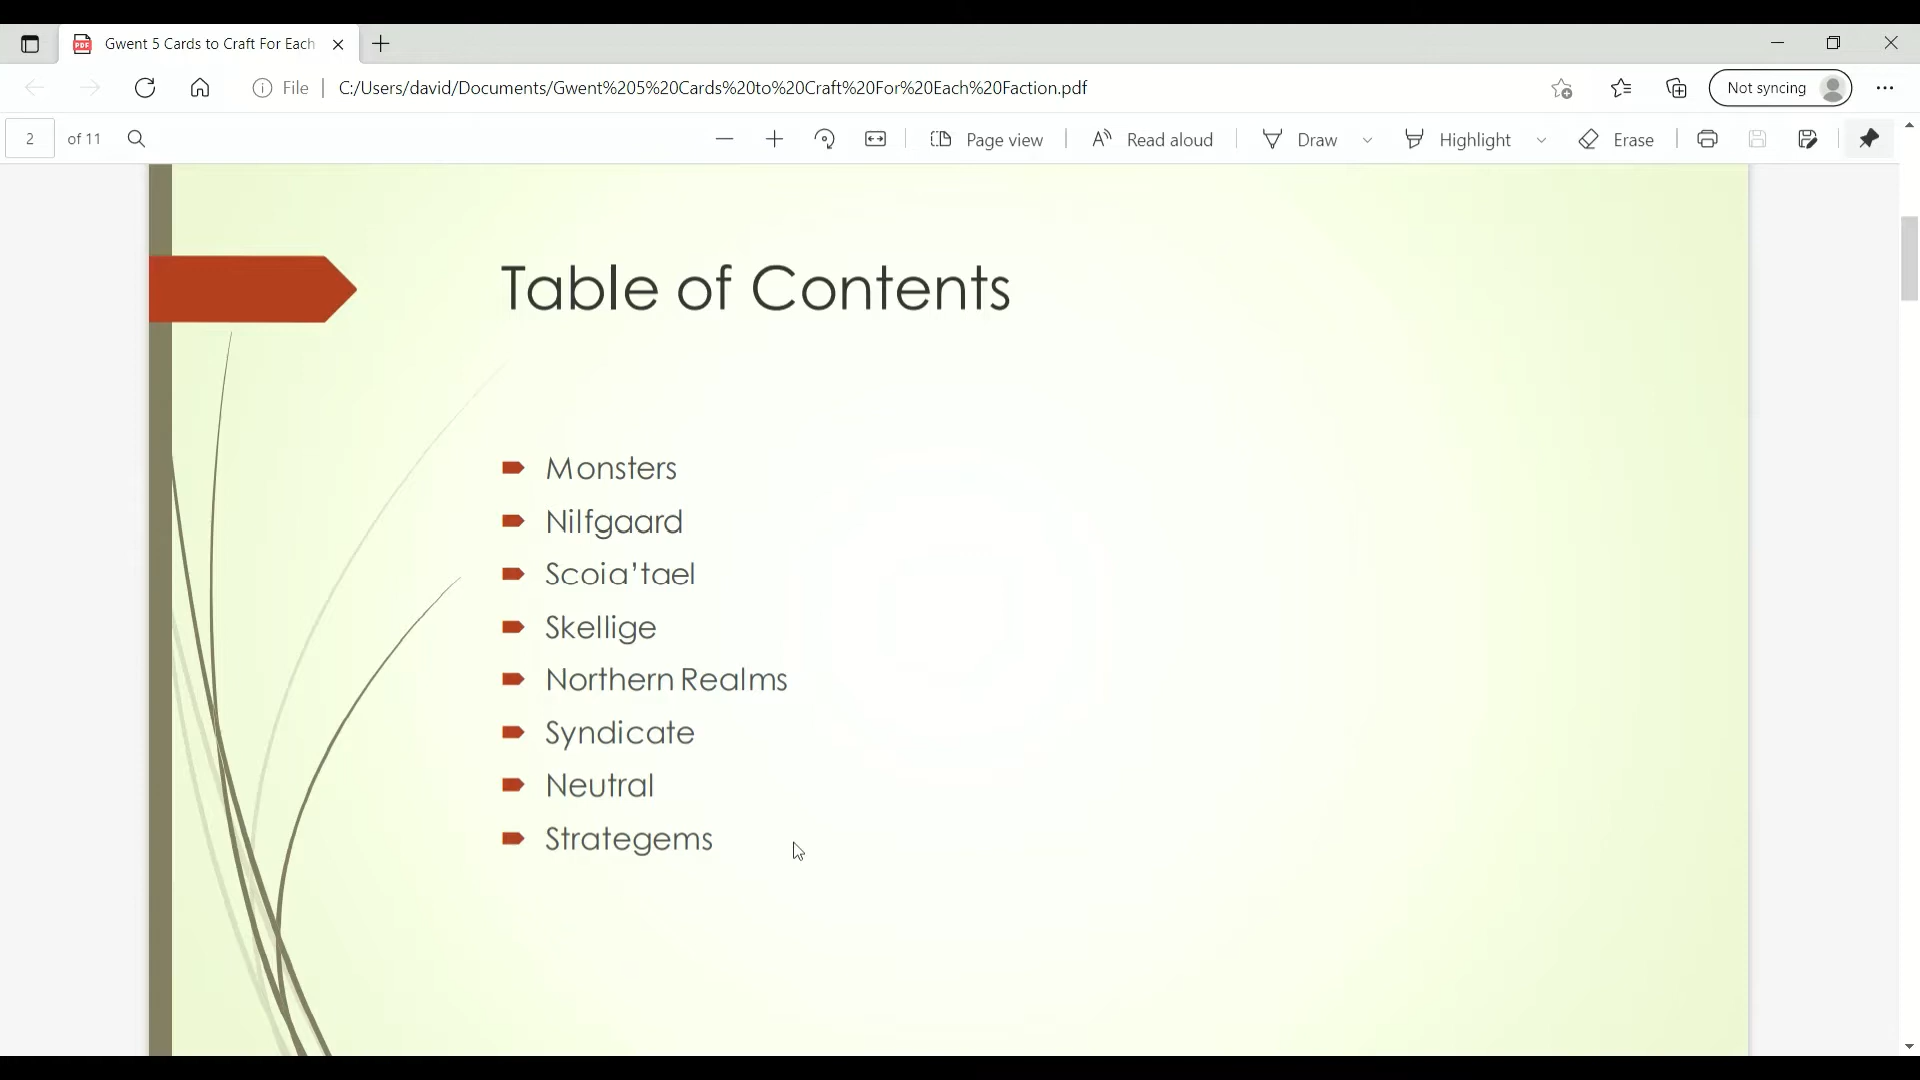 Gwent 5 Cards to Craft For Each
File
C:/Users/david/Documents/Gwent%205%20Cards%20to%20Craft%20For%20Each%20Faction.pdf
Not syncing
2 of 11
Page view
Read aloud
Draw
Highlight
Erase
Table of Contents
Monsters
Nilfgaard
Scoia’tael
Skellige
Northern Realms
Syndicate
Neutral
Strategems